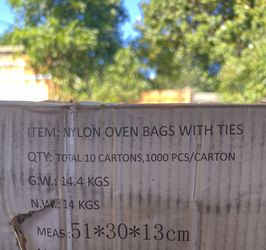 ITEM: NYLON OVEN BAGS WITH TIES
QTY: TOTAL 10 CARTONS,1000 PCS/CARTON
G.W.: 14.4 KGS
N.W.: 14 KGS
MEAS.:51*30*13cm